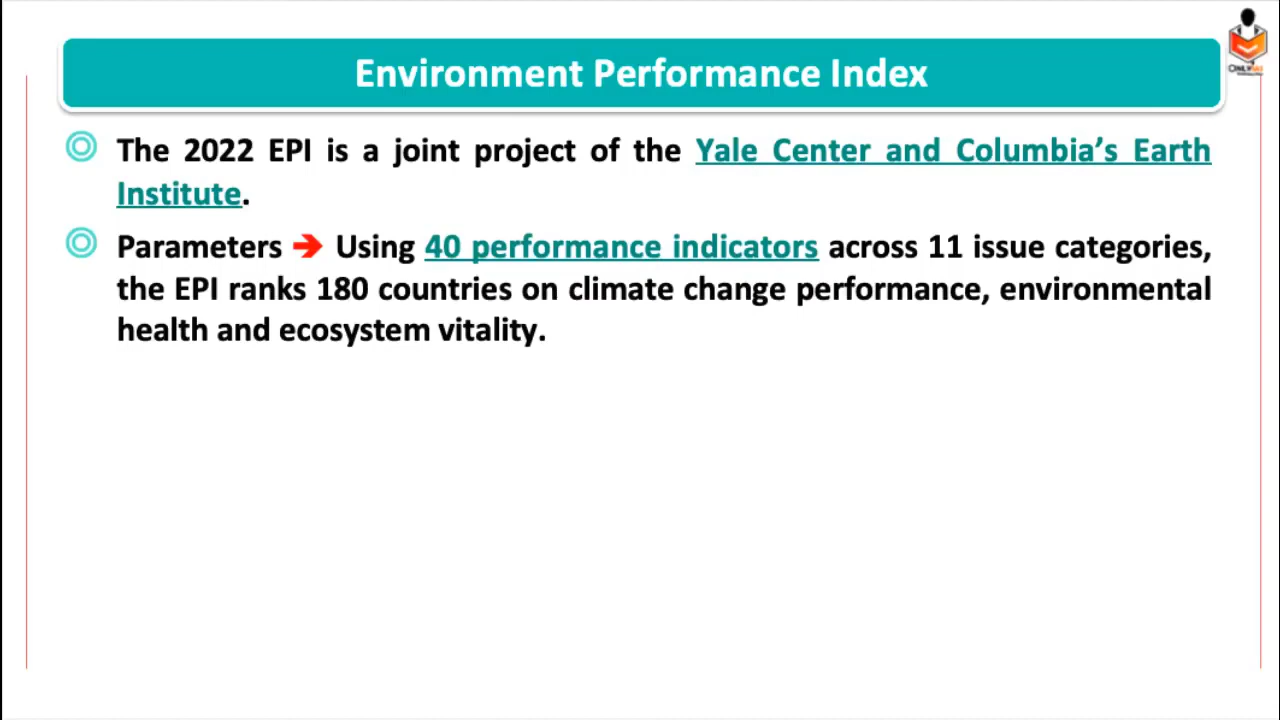 Environment Performance Index
The 2022 EPI is a joint project of the Yale Center and Columbia’s Earth
Institute.
Parameters ➔ Using 40 performance indicators across 11 issue categories,
the EPI ranks 180 countries on climate change performance, environmental
health and ecosystem vitality.